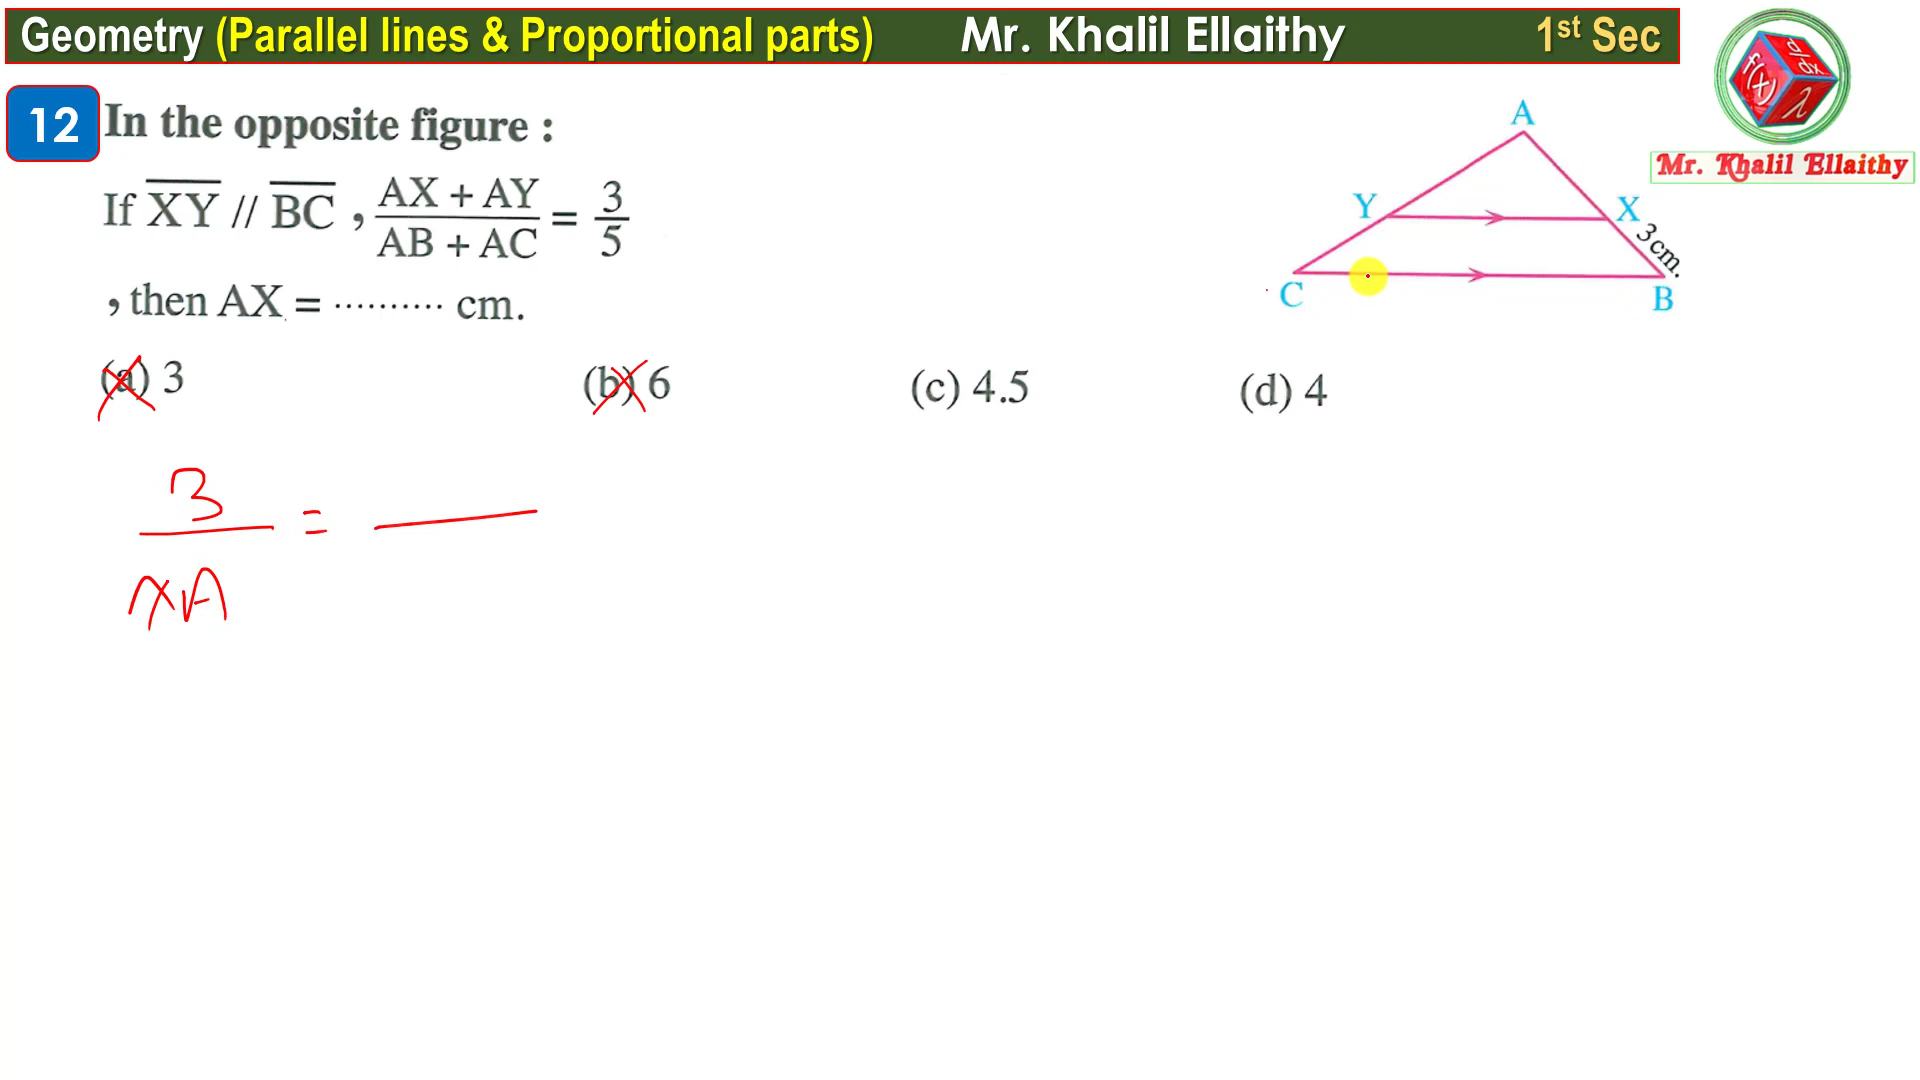 Geometry (Parallel lines & Proportional parts) Mr. Khalil Ellaithy 1st Sec
f(x) d/dx λ
Mr. Khalil Ellaithy
12 In the opposite figure :
If XY // BC , AX + AY / AB + AC = 3/5
, then AX = ·········· cm.
(a) 3 (b) 6 (c) 4.5 (d) 4
A
Y X
3 cm.
C B
3 / XA =